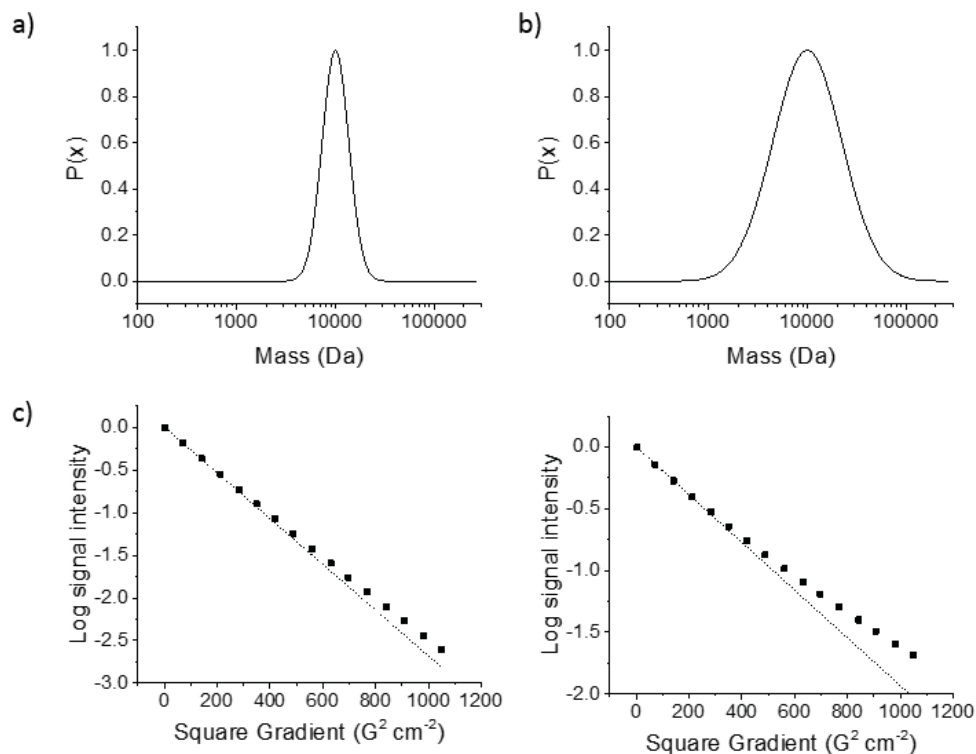 a)
P(x)
1.0
0.8
0.6
0.4
0.2
0.0
100 1000 10000 100000
Mass (Da)
b)
P(x)
1.0
0.8
0.6
0.4
0.2
0.0
100 1000 10000 100000
Mass (Da)
c)
Log signal intensity
0.0
-0.5
-1.0
-1.5
-2.0
-2.5
-3.0
0 200 400 600 800 1000 1200
Square Gradient (G² cm⁻²)
Log signal intensity
0.0
-0.5
-1.0
-1.5
-2.0
0 200 400 600 800 1000 1200
Square Gradient (G² cm⁻²)